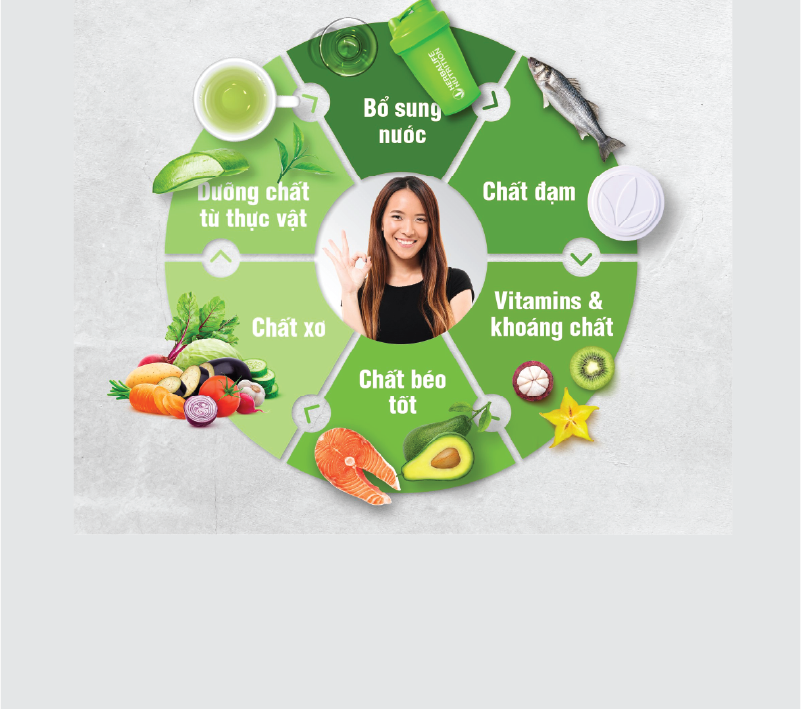 HERBALIFE
NUTRITION
Bổ sung
nước
Chất đạm
Vitamins &
khoáng chất
Chất béo
tốt
Chất xơ
Dưỡng chất
từ thực vật